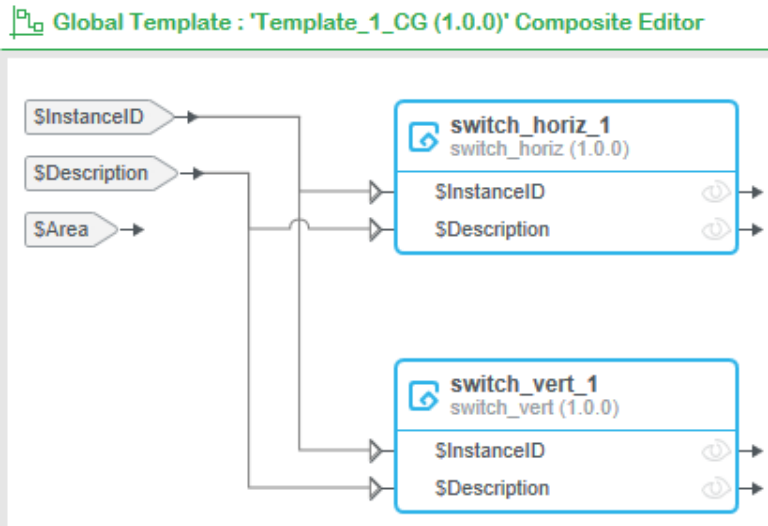 Global Template : 'Template_1_CG (1.0.0)' Composite Editor
$InstanceID
$Description
$Area
switch_horiz_1
switch_horiz (1.0.0)
$InstanceID
$Description
switch_vert_1
switch_vert (1.0.0)
$InstanceID
$Description